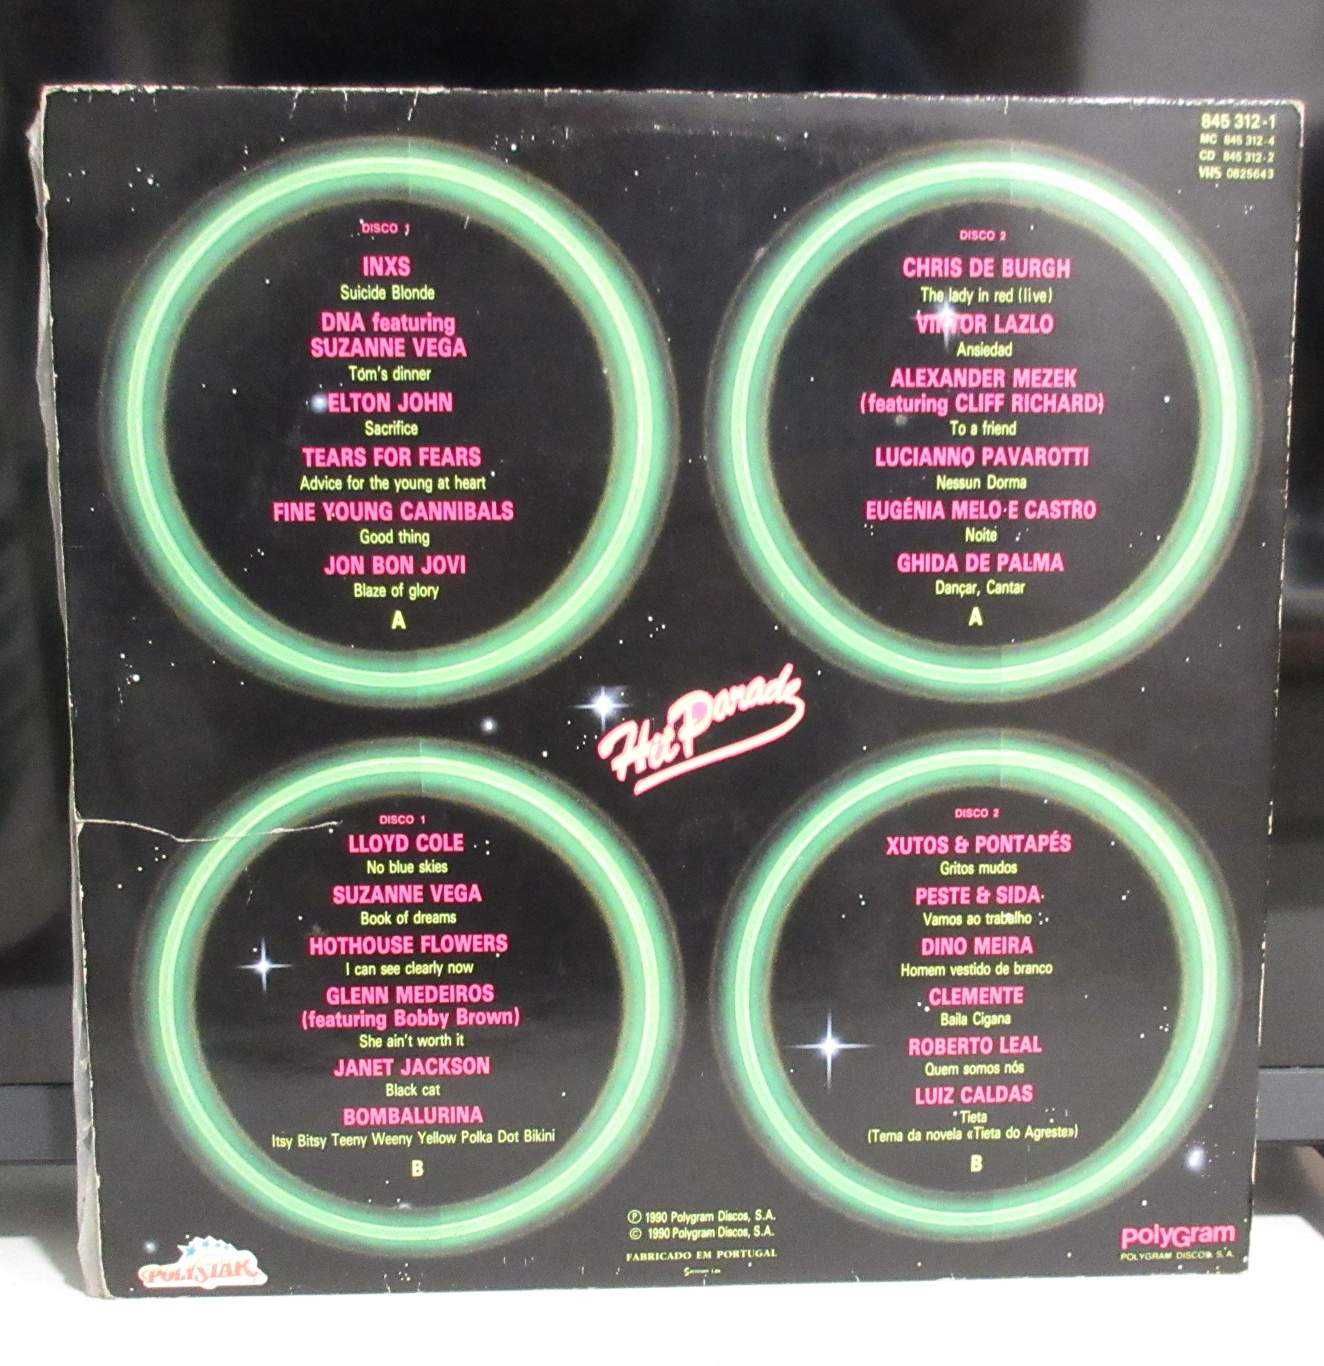 845 312-1
MC 845 312-4
CD 845 312-2
VHS 0825643
DISCO 1
INXS
Suicide Blonde
DNA featuring
SUZANNE VEGA
Tom's dinner
ELTON JOHN
Sacrifice
TEARS FOR FEARS
Advice for the young at heart
FINE YOUNG CANNIBALS
Good thing
JON BON JOVI
Blaze of glory
A
DISCO 2
CHRIS DE BURGH
The lady in red (live)
VIKTOR LAZLO
Ansiedad
ALEXANDER MEZEK
(featuring CLIFF RICHARD)
To a friend
LUCIANNO PAVAROTTI
Nessun Dorma
EUGÉNIA MELO E CASTRO
Noite
GHIDA DE PALMA
Dançar, Cantar
A
Hit Parade
DISCO 1
LLOYD COLE
No blue skies
SUZANNE VEGA
Book of dreams
HOTHOUSE FLOWERS
I can see clearly now
GLENN MEDEIROS
(featuring Bobby Brown)
She ain't worth it
JANET JACKSON
Black cat
BOMBALURINA
Itsy Bitsy Teeny Weeny Yellow Polka Dot Bikini
B
DISCO 2
XUTOS & PONTAPÉS
Gritos mudos
PESTE & SIDA
Vamos ao trabalho
DINO MEIRA
Homem vestido de branco
CLEMENTE
Baila Cigana
ROBERTO LEAL
Quem somos nós
LUIZ CALDAS
Tieta
(Tema da novela «Tieta do Agreste»)
B
Ⓟ 1990 Polygram Discos, S.A.
© 1990 Polygram Discos, S.A.
FABRICADO EM PORTUGAL
POLYSTAR
polyGram
POLYGRAM DISCOS S.A.